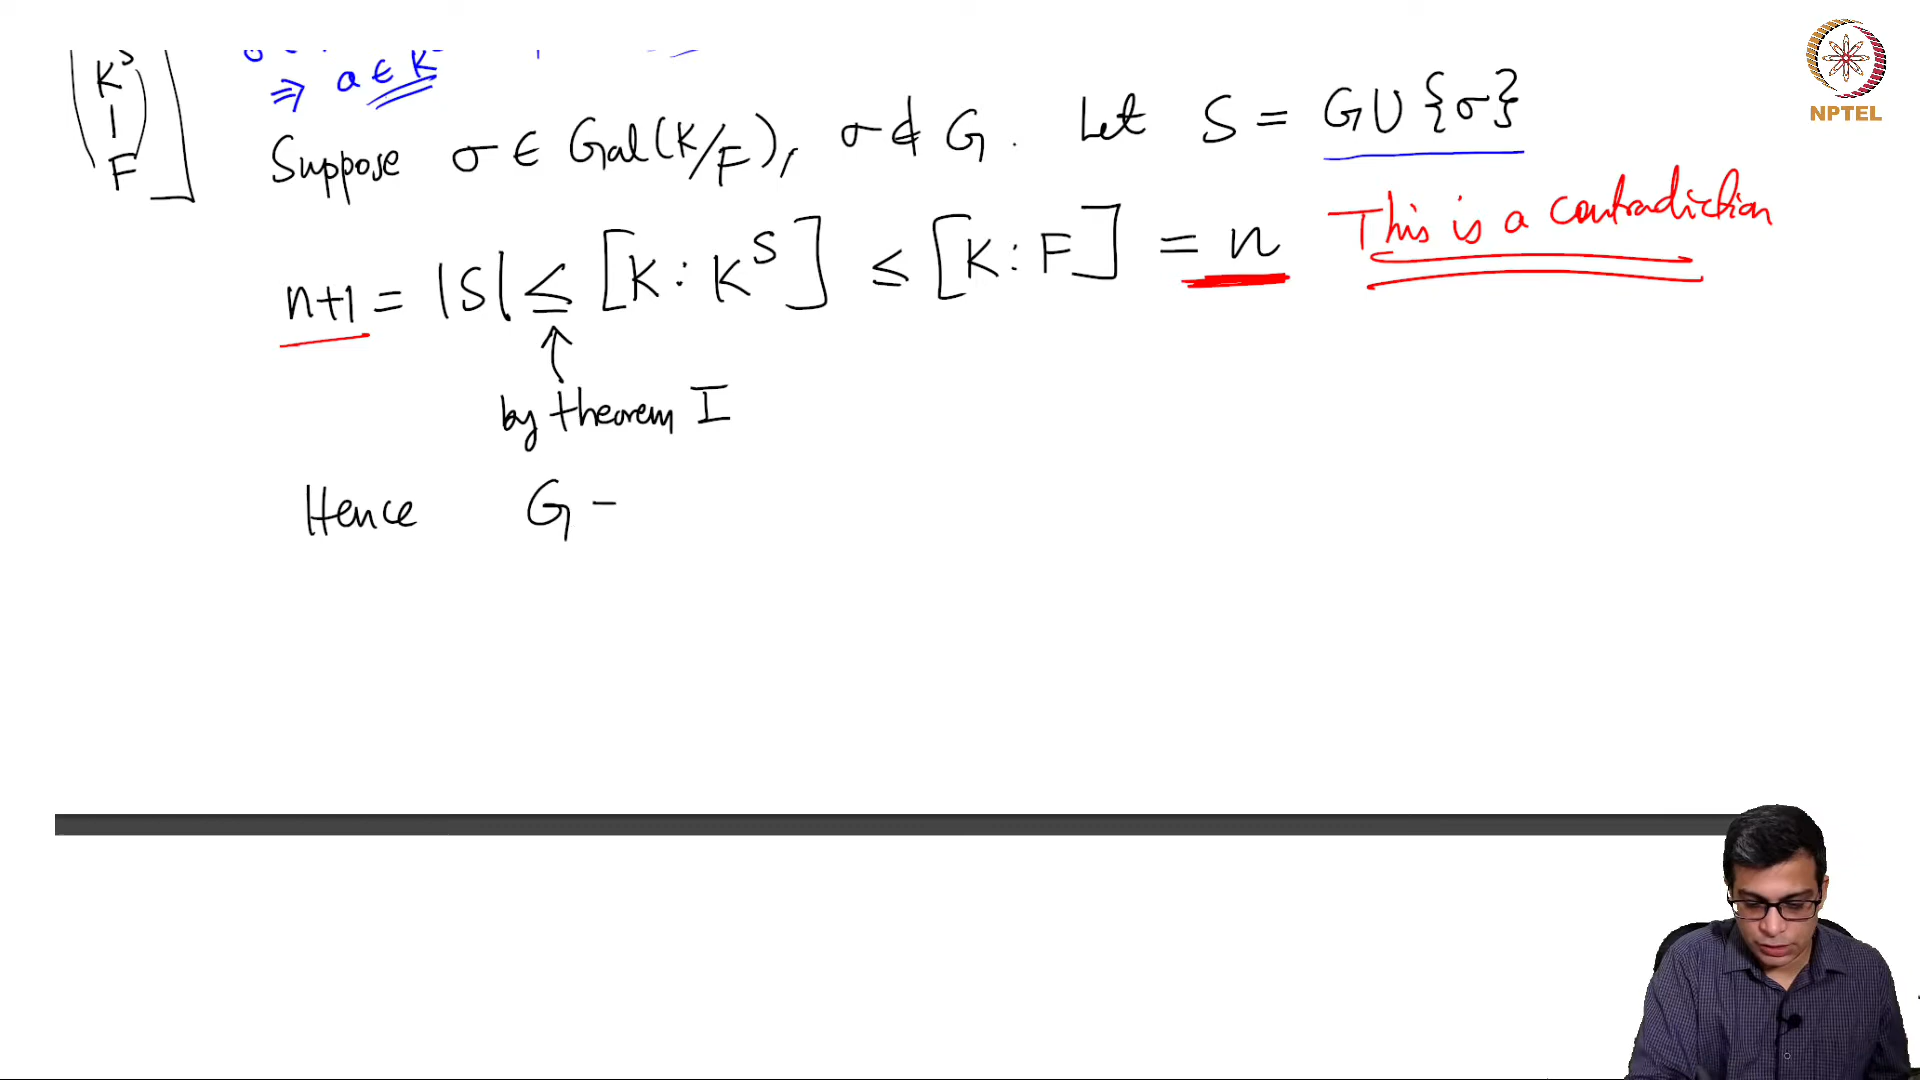 K^S
|
F
⇒ a ∈ K
Suppose σ ∈ Gal(K/F), σ ∉ G. Let S = G ∪ {σ}
n+1 = |S| ≤ [K : K^S] ≤ [K : F] = n This is a contradiction
↑
by theorem I
Hence G –
NPTEL